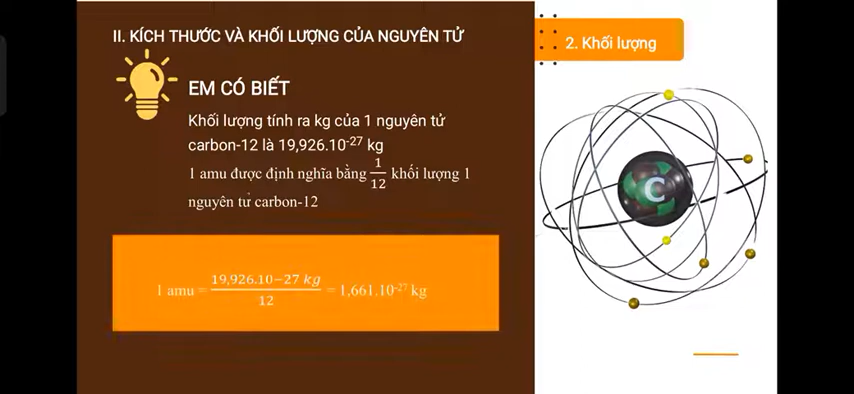 II. KÍCH THƯỚC VÀ KHỐI LƯỢNG CỦA NGUYÊN TỬ
2. Khối lượng
EM CÓ BIẾT
Khối lượng tính ra kg của 1 nguyên tử
carbon-12 là 19,926.10⁻²⁷ kg
1 amu được định nghĩa bằng 1/12 khối lượng 1
nguyên tử carbon-12
1 amu = 19,926.10−27 kg / 12 = 1,661.10⁻²⁷ kg
C